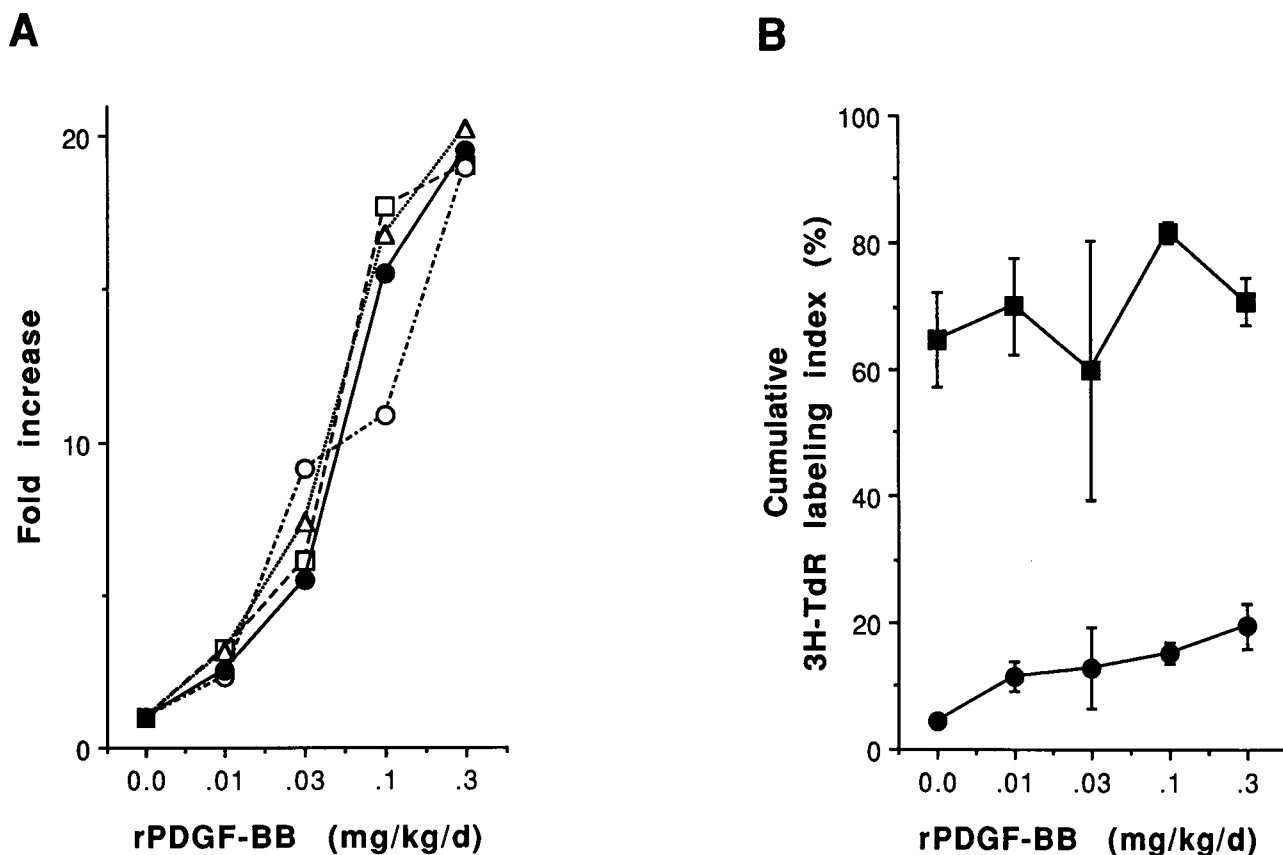 A
Fold increase
20
10
0
0.0 .01 .03 .1 .3
rPDGF-BB (mg/kg/d)
B
Cumulative
3H-TdR labeling index (%)
100
80
60
40
20
0
0.0 .01 .03 .1 .3
rPDGF-BB (mg/kg/d)